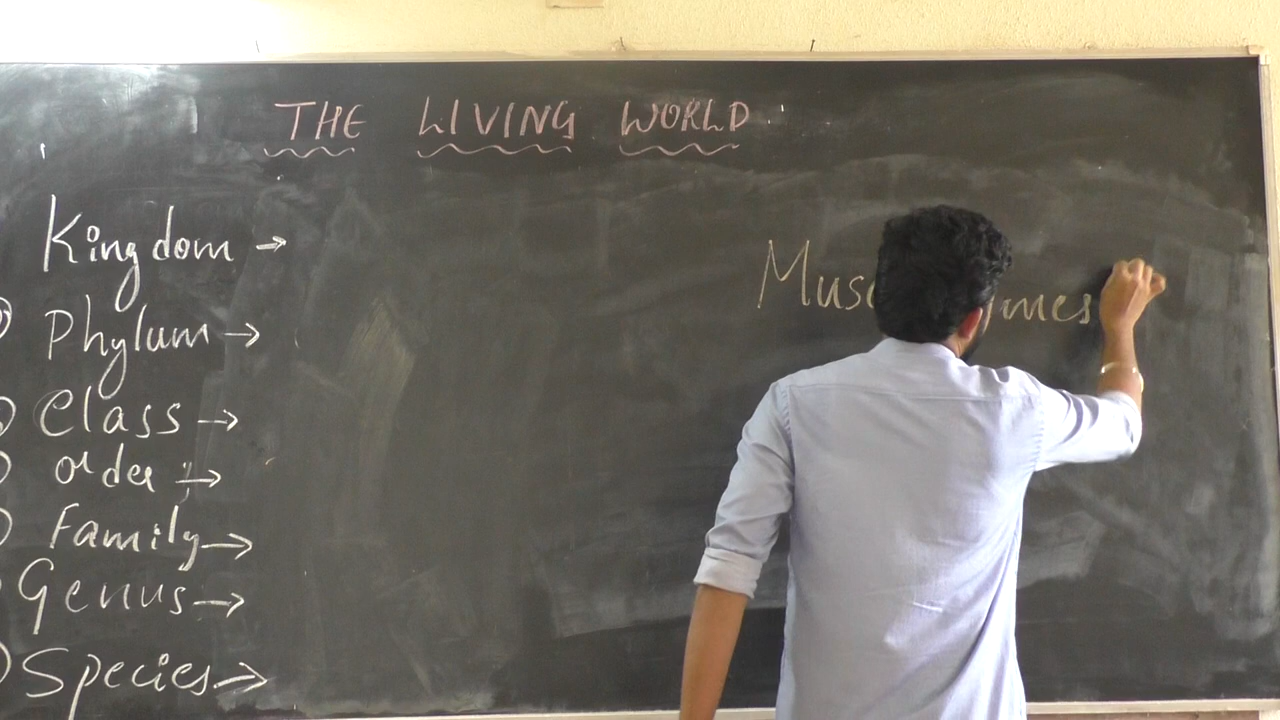 THE LIVING WORLD
Kingdom →
Phylum →
Class →
Order →
Family →
Genus →
Species →